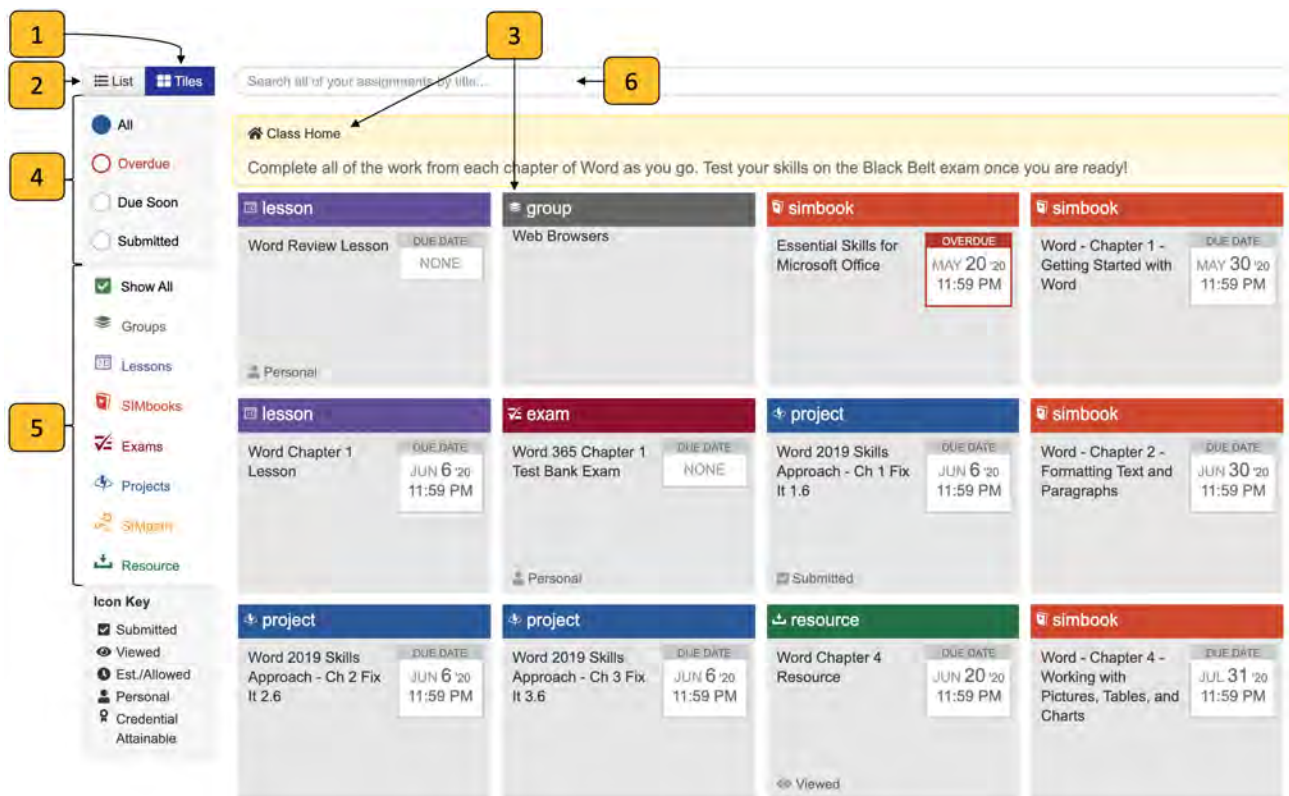 1
3
2
List
Tiles
Search all of your assignments by title...
6
All
Class Home
4
Overdue
Complete all of the work from each chapter of Word as you go. Test your skills on the Black Belt exam once you are ready!
Due Soon
Submitted
lesson
group
simbook
simbook
Word Review Lesson
DUE DATE
NONE
Personal
Web Browsers
Essential Skills for
Microsoft Office
OVERDUE
MAY 20 '20
11:59 PM
Word - Chapter 1 -
Getting Started with
Word
DUE DATE
MAY 30 '20
11:59 PM
5
Show All
Groups
Lessons
SIMbooks
Exams
Projects
Resource
lesson
exam
project
simbook
Word Chapter 1
Lesson
DUE DATE
JUN 6 '20
11:59 PM
Word 365 Chapter 1
Test Bank Exam
DUE DATE
NONE
Personal
Word 2019 Skills
Approach - Ch 1 Fix
It 1.6
DUE DATE
JUN 6 '20
11:59 PM
Submitted
Word - Chapter 2 -
Formatting Text and
Paragraphs
DUE DATE
JUN 30 '20
11:59 PM
Icon Key
Submitted
Viewed
Est./Allowed
Personal
Credential
Attainable
project
project
resource
simbook
Word 2019 Skills
Approach - Ch 2 Fix
It 2.6
DUE DATE
JUN 6 '20
11:59 PM
Word 2019 Skills
Approach - Ch 3 Fix
It 3.6
DUE DATE
JUN 6 '20
11:59 PM
Word Chapter 4
Resource
DUE DATE
JUN 20 '20
11:59 PM
Viewed
Word - Chapter 4 -
Working with
Pictures, Tables, and
Charts
DUE DATE
JUL 31 '20
11:59 PM